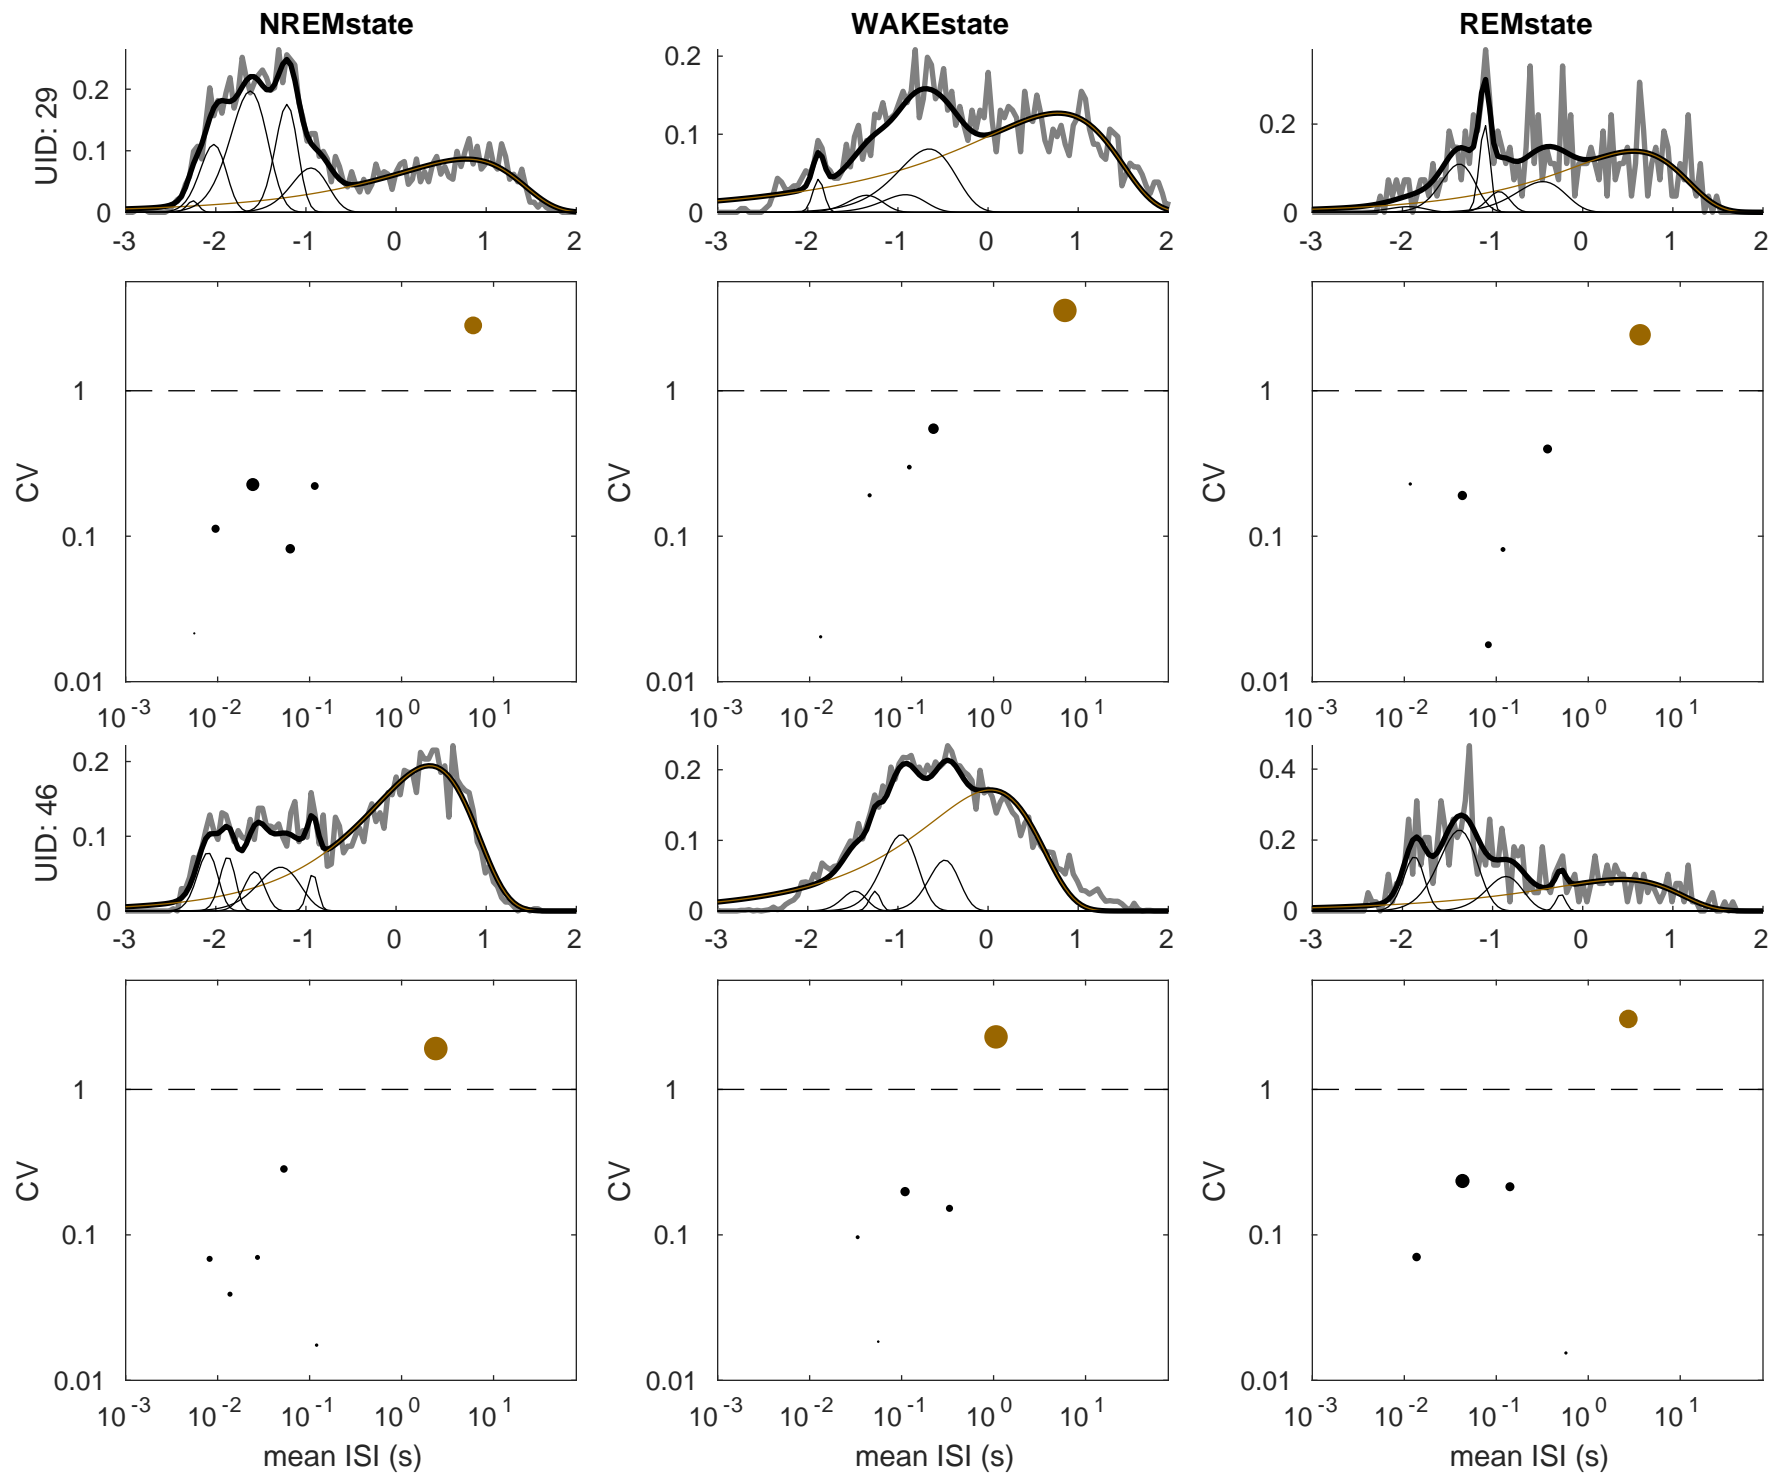 NREMstate WAKEstate REMstate
UID: 29
0.2 0.1 0
0.2 0.1 0
0.2 0
-3 -2 -1 0 1 2
-3 -2 -1 0 1 2
-3 -2 -1 0 1 2
CV 1 0.1 0.01
CV 1 0.1 0.01
CV 1 0.1 0.01
10^-3 10^-2 10^-1 10^0 10^1
10^-3 10^-2 10^-1 10^0 10^1
10^-3 10^-2 10^-1 10^0 10^1
UID: 46
0.2 0.1 0
0.2 0.1 0
0.4 0.2 0
-3 -2 -1 0 1 2
-3 -2 -1 0 1 2
-3 -2 -1 0 1 2
CV 1 0.1 0.01
CV 1 0.1 0.01
CV 1 0.1 0.01
10^-3 10^-2 10^-1 10^0 10^1
10^-3 10^-2 10^-1 10^0 10^1
10^-3 10^-2 10^-1 10^0 10^1
mean ISI (s) mean ISI (s) mean ISI (s)